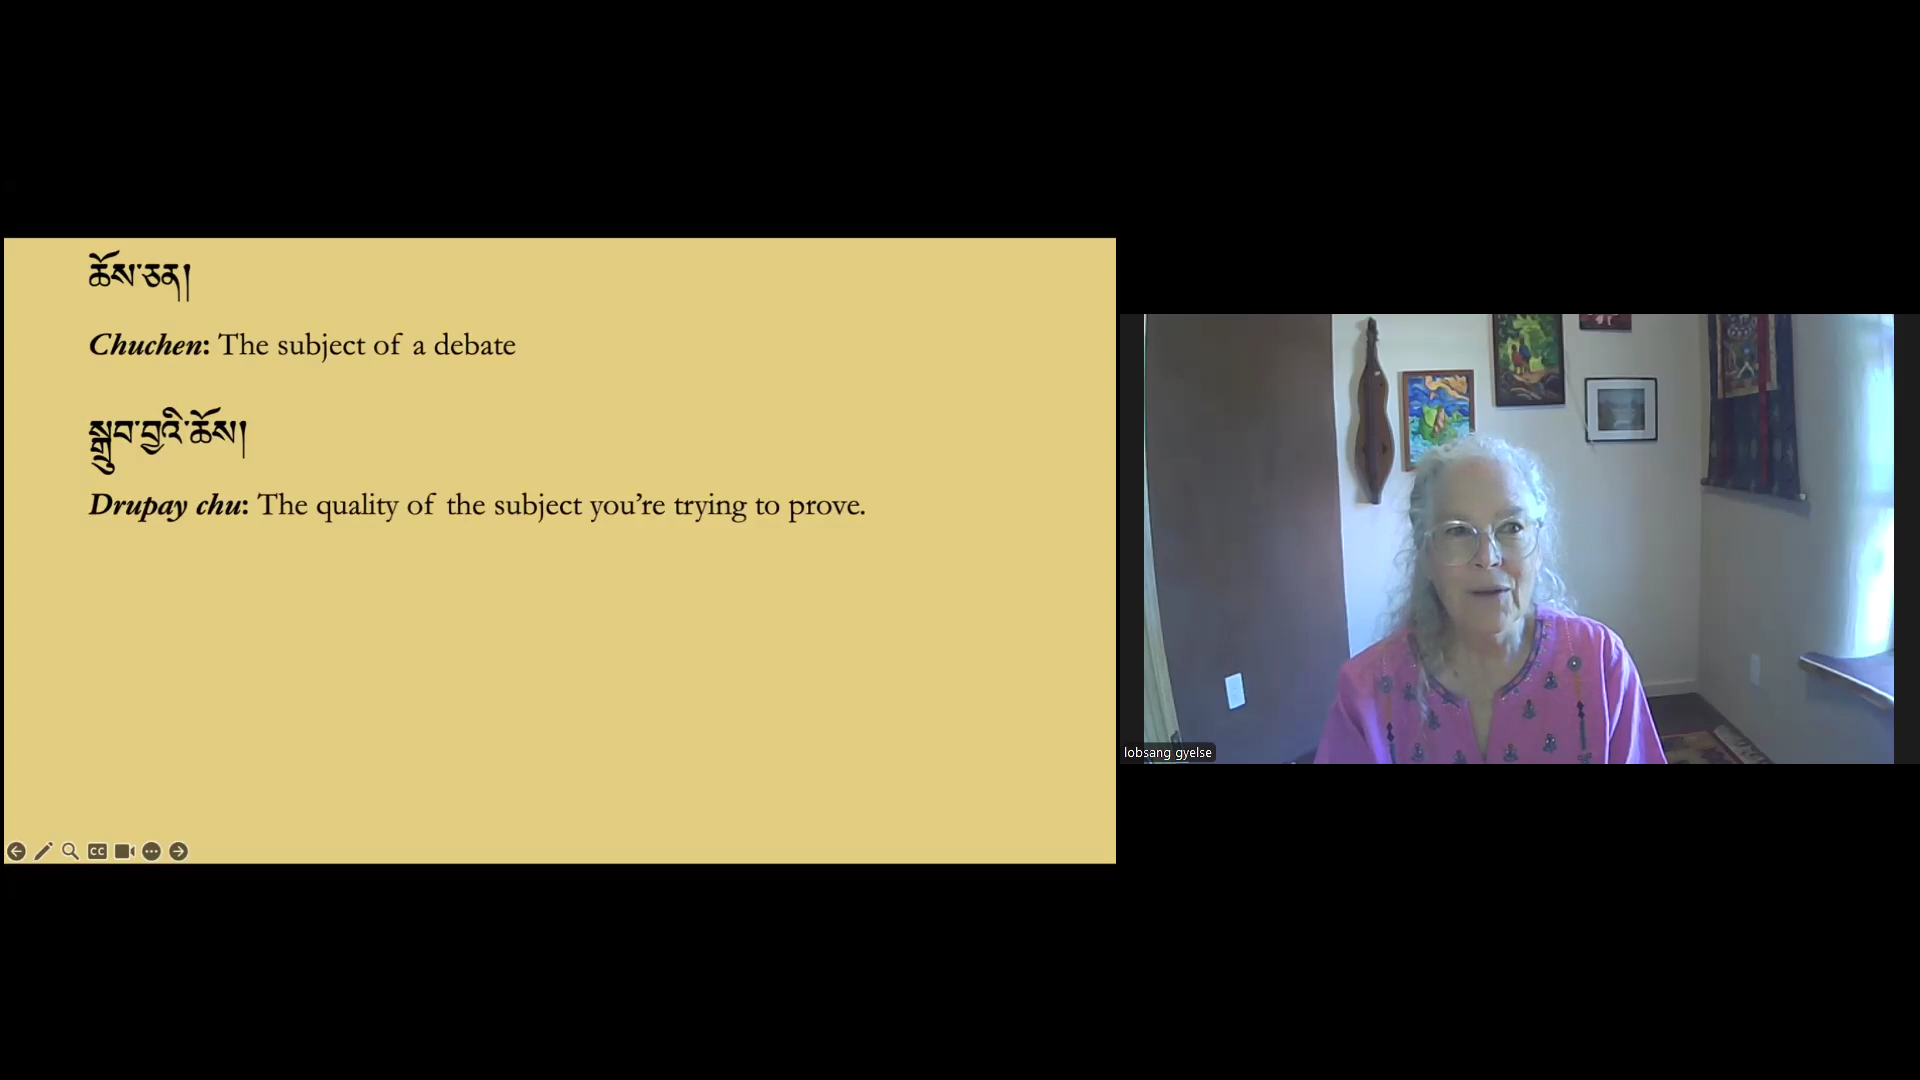 ཆོས་ཅན།
Chuchen: The subject of a debate
སྒྲུབ་བྱའི་ཆོས།
Drupay chu: The quality of the subject you’re trying to prove.
CC
lobsang gyelse